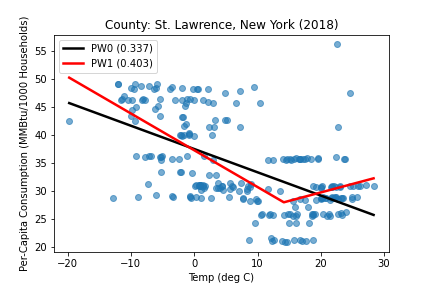 County: St. Lawrence, New York (2018)
PW0 (0.337)
PW1 (0.403)
Per-Capita Consumption (MMBtu/1000 Households)
55
50
45
40
35
30
25
20
−20 −10 0 10 20 30
Temp (deg C)